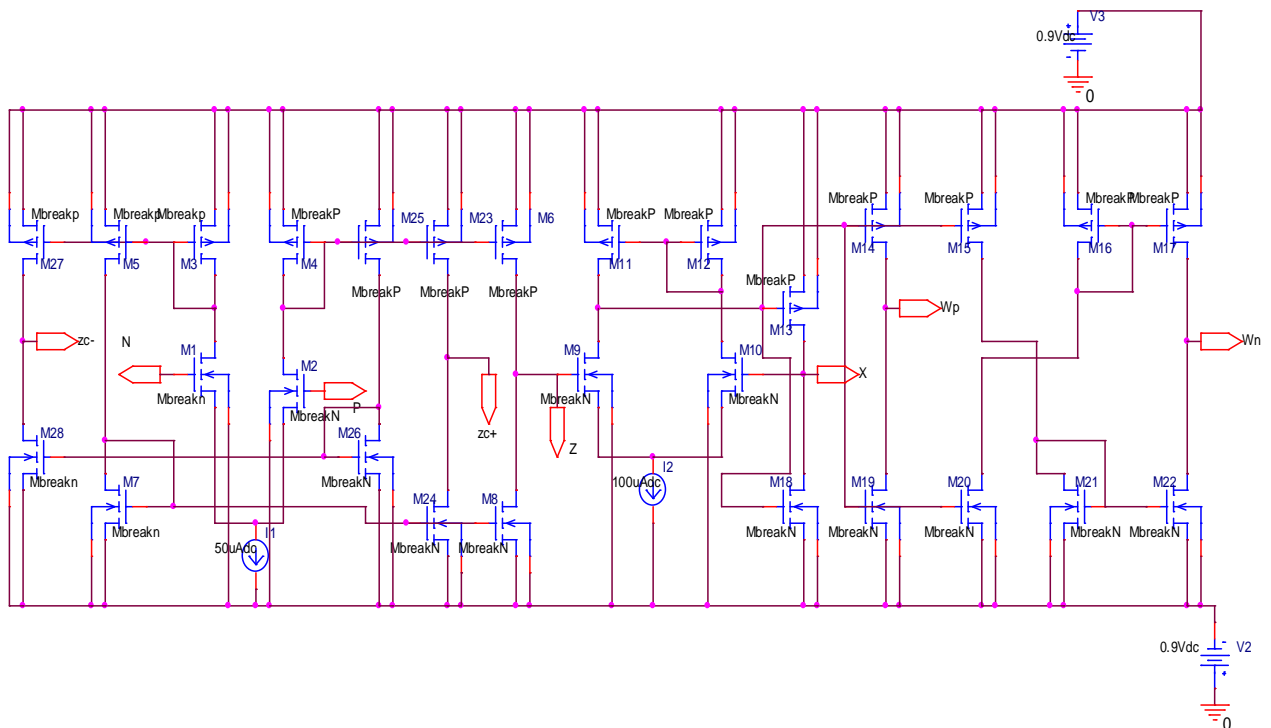 V3
0.9Vdc
0
Mbreakp
Mbreakp
Mbreakp
MbreakP
M25
M23
M6
MbreakP
MbreakP
MbreakP
MbreakP
MbreakP
MbreakP
M27
M5
M3
M4
M11
M12
M14
M15
M16
M17
MbreakP
MbreakP
MbreakP
MbreakP
M13
Wp
zc-
N
M1
M2
M9
M10
X
Wn
Mbreakn
MbreakN
P
MbreakN
MbreakN
zc+
Z
M28
M26
I2
100uAdc
Mbreakn
MbreakN
M7
M24
M8
M18
M19
M20
M21
M22
Mbreakn
I1
50uAdc
MbreakN
MbreakN
MbreakN
MbreakN
MbreakN
MbreakN
MbreakN
0.9Vdc
V2
0